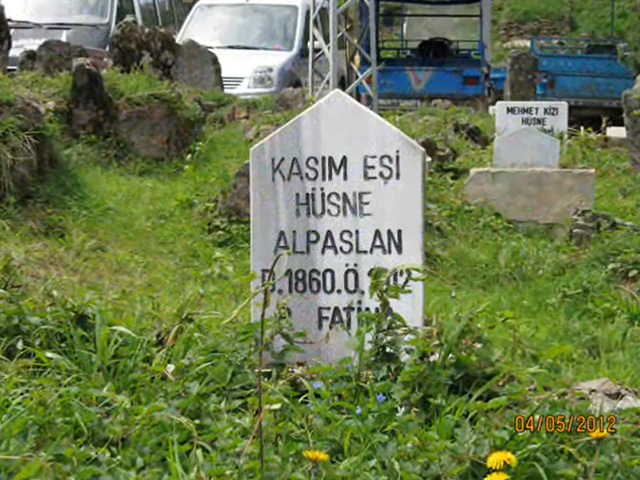 KASIM EŞİ
HÜSNE
ALPASLAN
D.1860.Ö.
MEHMET KIZI
HÜSNE
04/05/2012